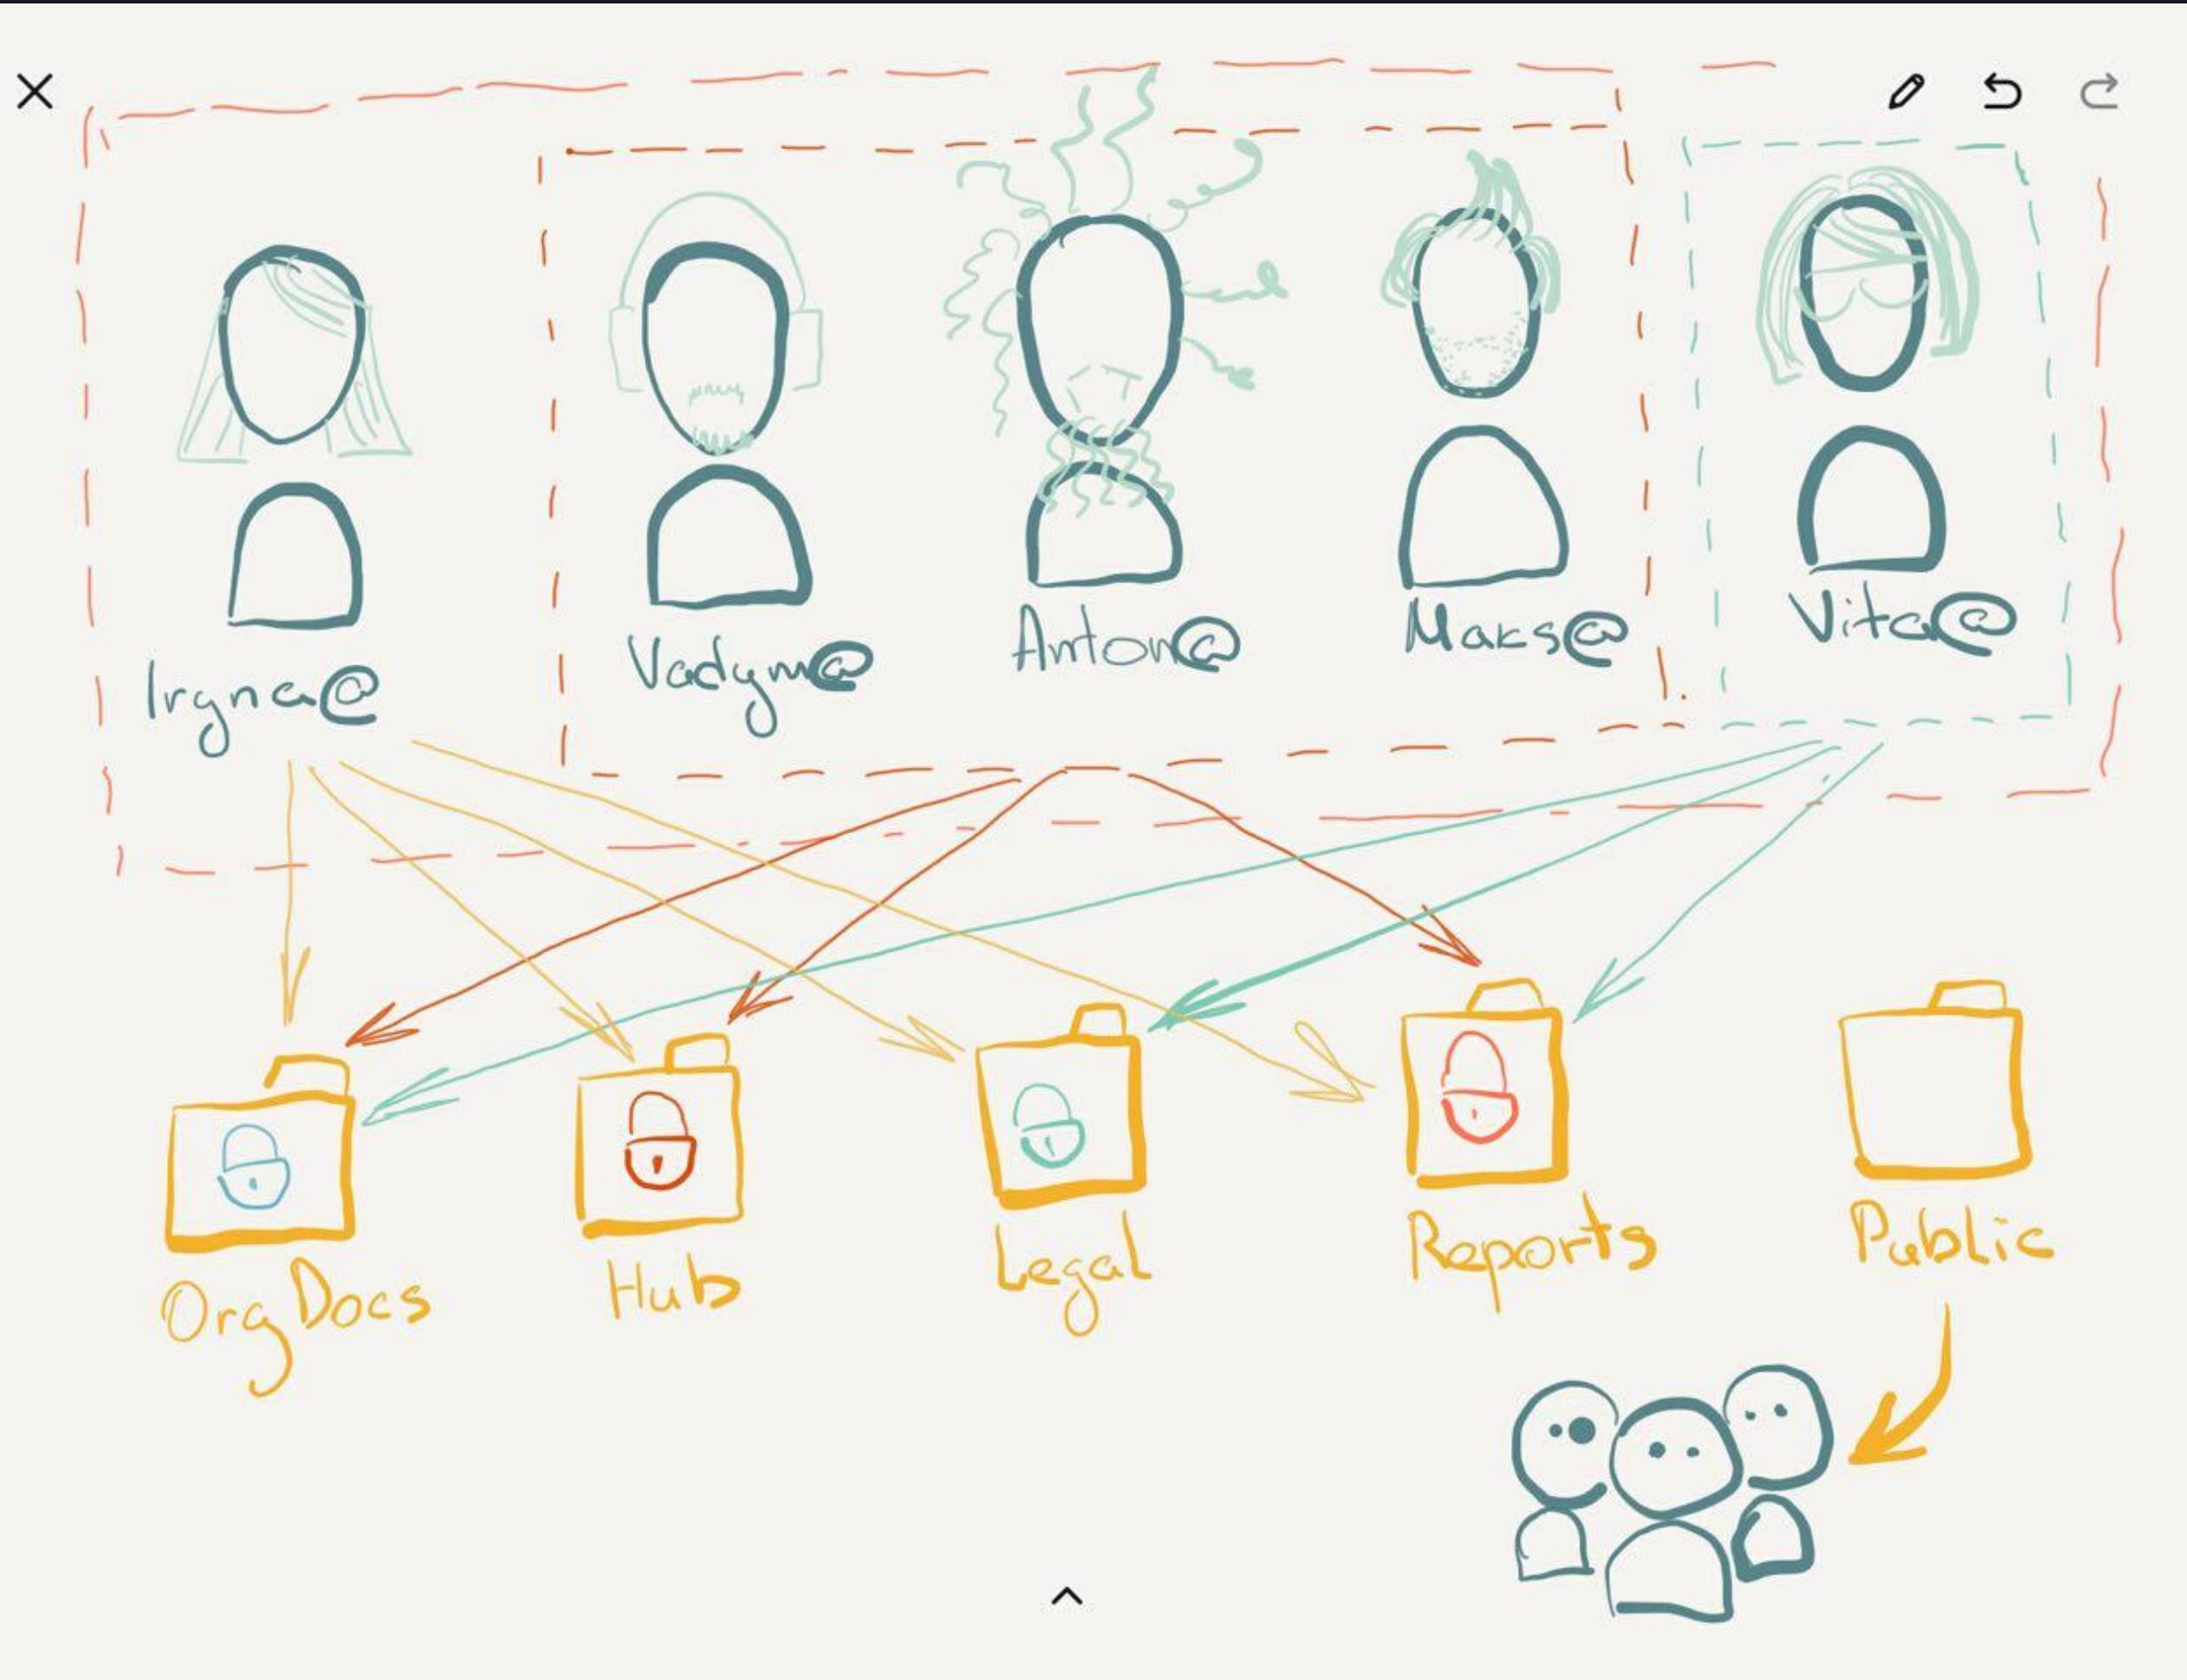 Iryna@
Vadym@
Anton@
Maks@
Vita@
OrgDocs
Hub
Legal
Reports
Public